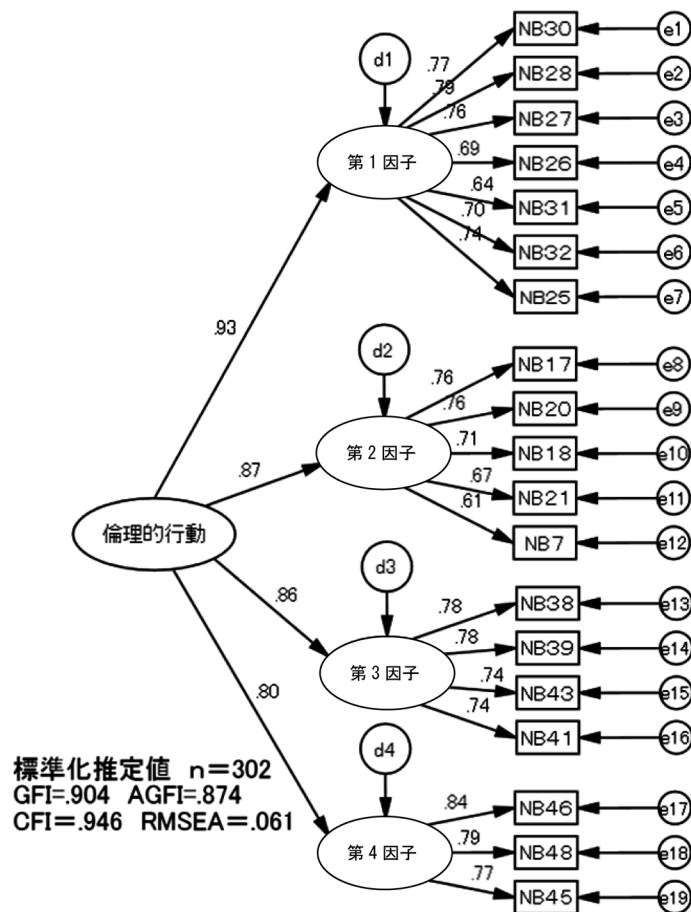 NB30
e1
d1
.77
NB28
e2
.79
.76
NB27
e3
第1因子
.69
NB26
e4
.64
NB31
e5
.70
NB32
e6
.74
NB25
e7
.93
d2
NB17
e8
.76
.76
NB20
e9
第2因子
.71
NB18
e10
.87
.67
NB21
e11
.61
倫理的行動
NB7
e12
d3
.86
.78
NB38
e13
.78
NB39
e14
第3因子
.74
NB43
e15
.80
.74
NB41
e16
d4
標準化推定値 n=302
GFI=.904 AGFI=.874
CFI=.946 RMSEA=.061
.84
NB46
e17
第4因子
.79
NB48
e18
.77
NB45
e19